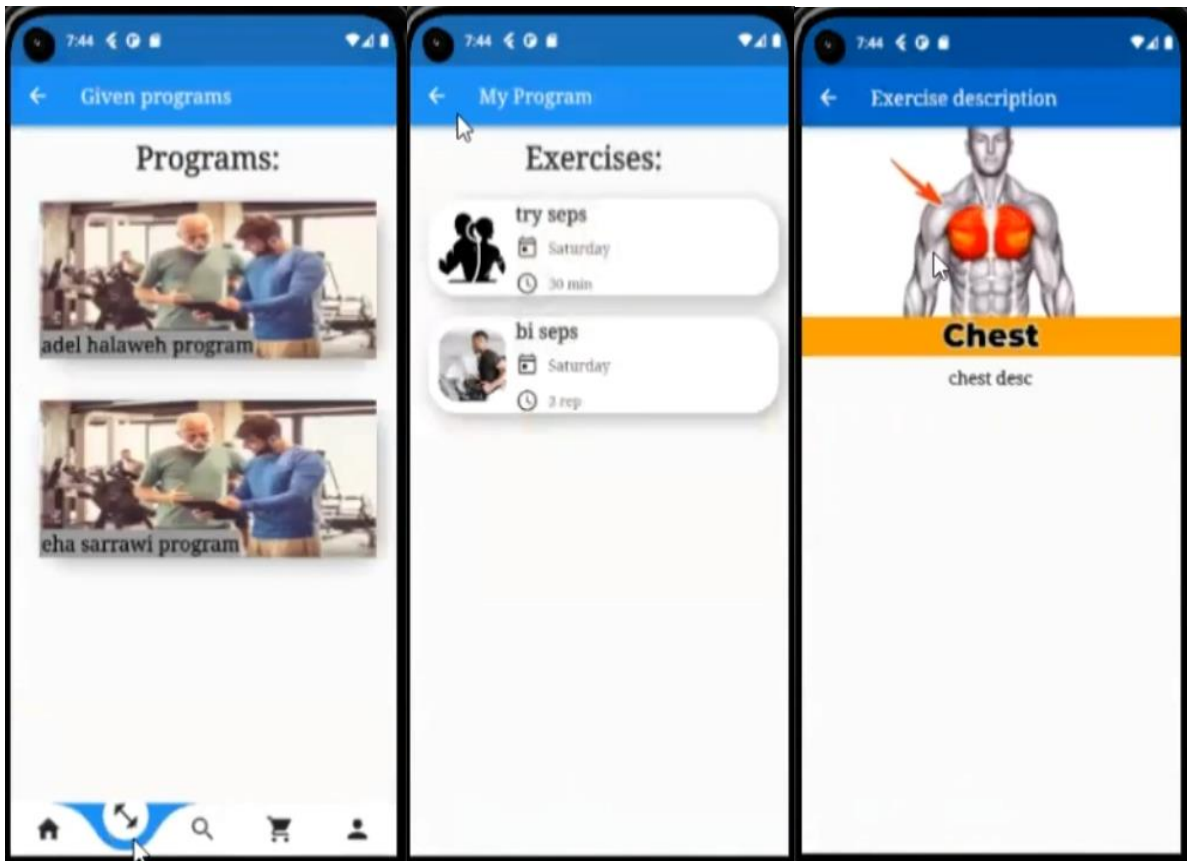 7:44
Given programs
Programs:
adel halaweh program
eha sarrawi program
7:44
My Program
Exercises:
try seps
Saturday
30 min
bi seps
Saturday
3 rep
7:44
Exercise description
Chest
chest desc